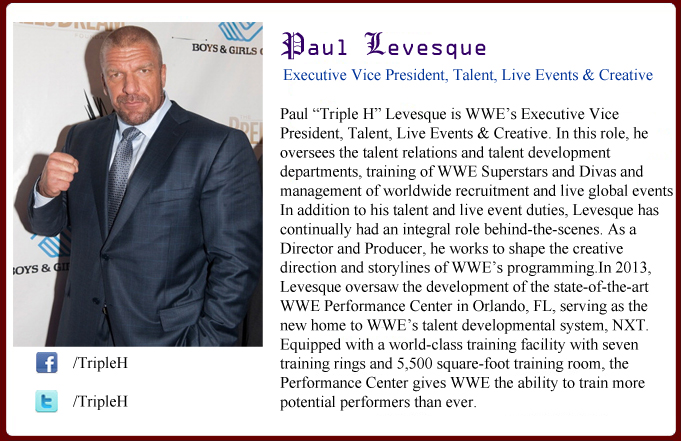 BOYS & GIRLS C
BOYS & GI
/TripleH
/TripleH
Paul Levesque
Executive Vice President, Talent, Live Events & Creative
Paul “Triple H” Levesque is WWE’s Executive Vice
President, Talent, Live Events & Creative. In this role, he
oversees the talent relations and talent development
departments, training of WWE Superstars and Divas and
management of worldwide recruitment and live global events
In addition to his talent and live event duties, Levesque has
continually had an integral role behind-the-scenes. As a
Director and Producer, he works to shape the creative
direction and storylines of WWE’s programming.In 2013,
Levesque oversaw the development of the state-of-the-art
WWE Performance Center in Orlando, FL, serving as the
new home to WWE’s talent developmental system, NXT.
Equipped with a world-class training facility with seven
training rings and 5,500 square-foot training room, the
Performance Center gives WWE the ability to train more
potential performers than ever.